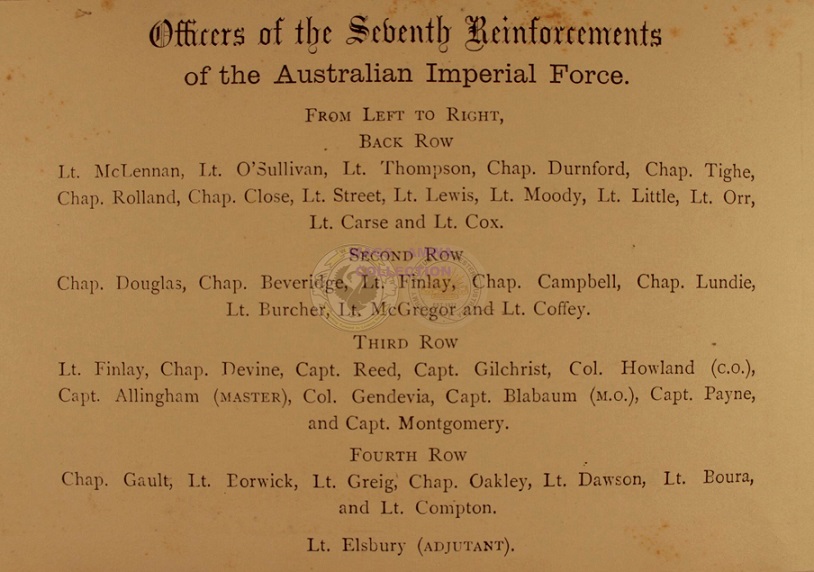 Officers of the Seventh Reinforcements
of the Australian Imperial Force.
FROM LEFT TO RIGHT,
BACK ROW
Lt. McLennan, Lt. O'Sullivan, Lt. Thompson, Chap. Durnford, Chap. Tighe,
Chap. Rolland, Chap. Close, Lt. Street, Lt. Lewis, Lt. Moody, Lt. Little, Lt. Orr,
Lt. Carse and Lt. Cox.
SECOND ROW
COLLECTION
Chap. Douglas, Chap. Beveridge, Lt. Finlay, Chap. Campbell, Chap. Lundie,
Lt. Burcher, Lt. McGregor and Lt. Coffey.
THIRD ROW
Lt. Finlay, Chap. Devine, Capt. Reed, Capt. Gilchrist, Col. Howland (C.O.),
Capt. Allingham (MASTER), Col. Gendevia, Capt. Blabaum (M.O.), Capt. Payne,
and Capt. Montgomery.
FOURTH ROW
Chap. Gault, Lt. Borwick, Lt. Greig, Chap. Oakley, Lt. Dawson, Lt. Boura,
and Lt. Compton.
Lt. Elsbury (ADJUTANT).